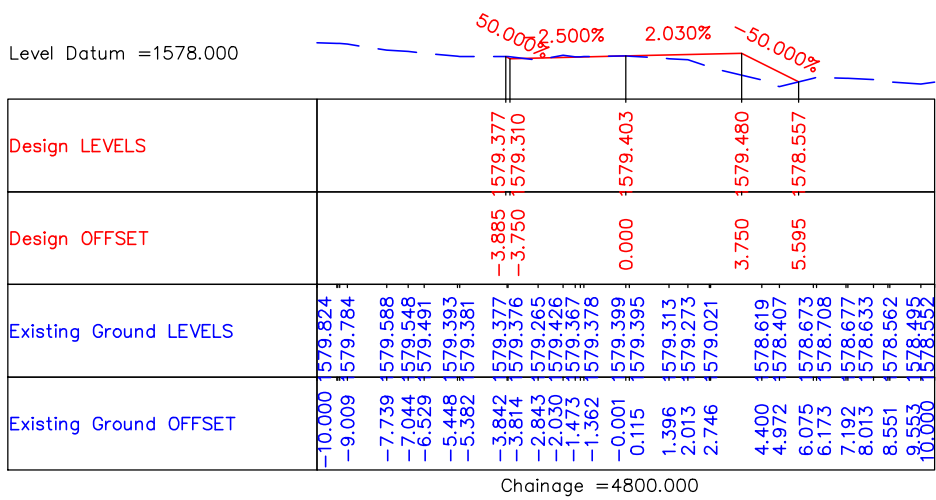 50.000%
-2.500%
2.030%
-50.000%
Level Datum =1578.000
Design LEVELS 1579.377 1579.310 1579.403 1579.480 1578.557
Design OFFSET -3.885 -3.750 0.000 3.750 5.595
Existing Ground LEVELS 1579.824 1579.784 1579.588 1579.548 1579.491 1579.393 1579.381 1579.377 1579.376 1579.265 1579.426 1579.367 1579.378 1579.399 1579.395 1579.313 1579.273 1579.021 1578.619 1578.407 1578.673 1578.708 1578.677 1578.633 1578.562 1578.495 1578.552
Existing Ground OFFSET -10.000 -9.009 -7.739 -7.044 -6.529 -5.448 -5.382 -3.842 -3.814 -2.843 -2.030 -1.473 -1.362 -0.001 0.115 1.396 2.013 2.746 4.400 4.972 6.075 6.173 7.192 8.013 8.551 9.553 10.000
Chainage =4800.000